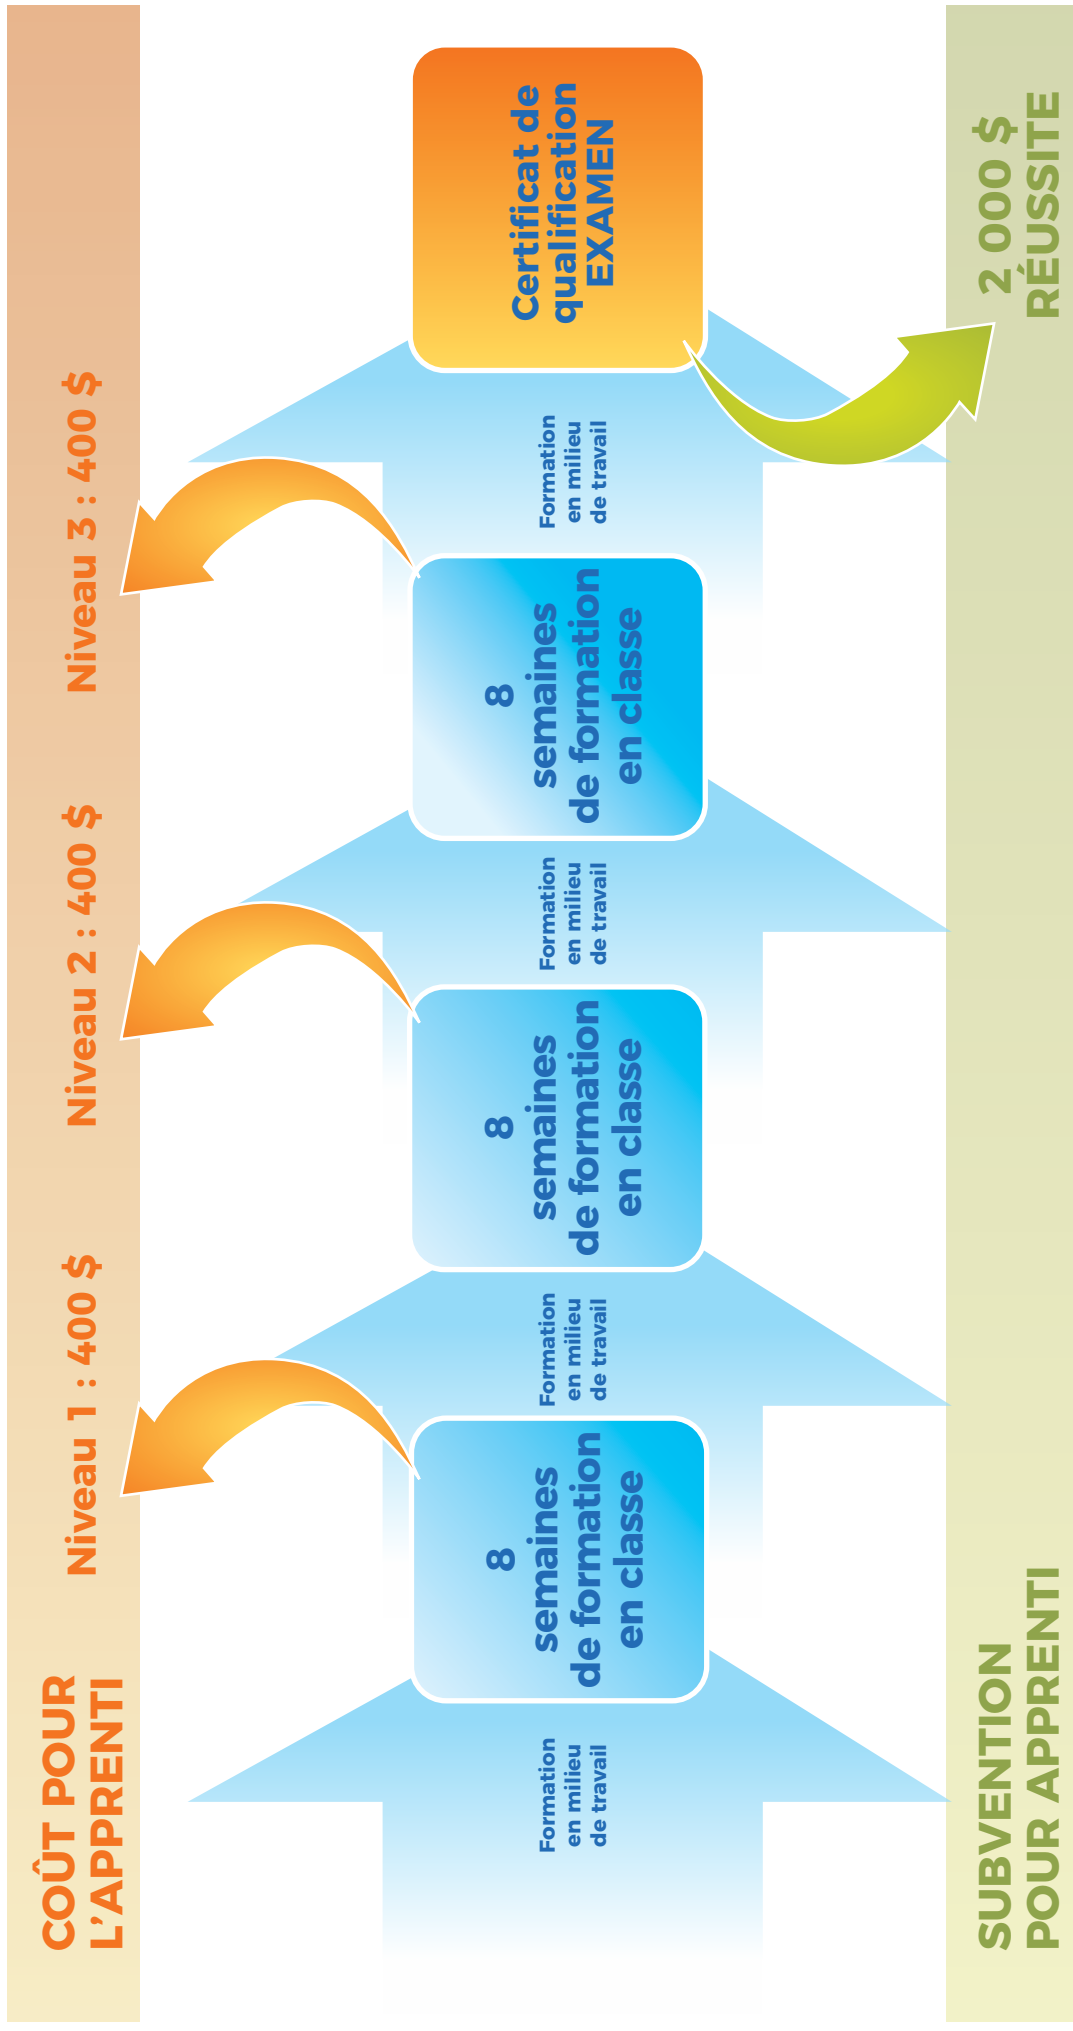 COÛT POUR
L'APPRENTI
Niveau 1 : 400 $
Niveau 2 : 400 $
Niveau 3 : 400 $
Formation
en milieu
de travail
8
semaines
de formation
en classe
Formation
en milieu
de travail
8
semaines
de formation
en classe
Formation
en milieu
de travail
8
semaines
de formation
en classe
Formation
en milieu
de travail
Certificat de
qualification
EXAMEN
SUBVENTION
POUR APPRENTI
2 000 $
RÉUSSITE